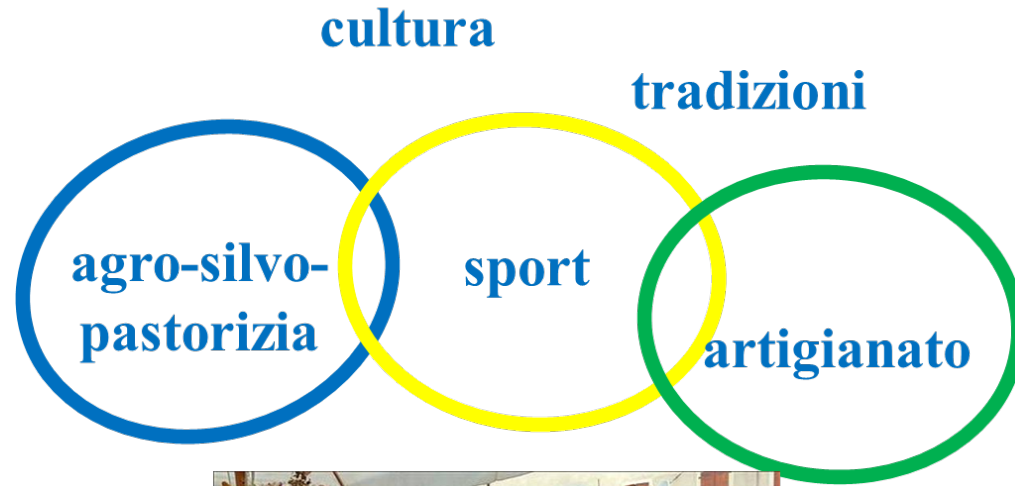 cultura
tradizioni
agro-silvo-
pastorizia
sport
artigianato